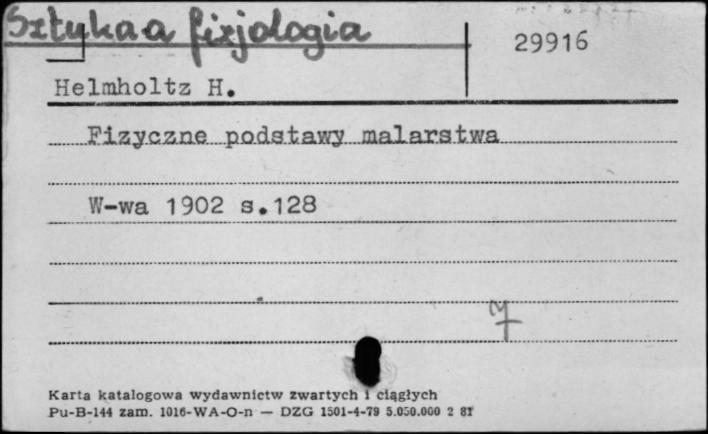 Sztuka a fizjologia
29916
Helmholtz H.
Fizyczne podstawy malarstwa
W-wa 1902 s.128
Karta katalogowa wydawnictw zwartych i ciągłych
Pu-B-144 zam. 1016-WA-O-n — DZG 1501-4-79 5.050.000 2 81